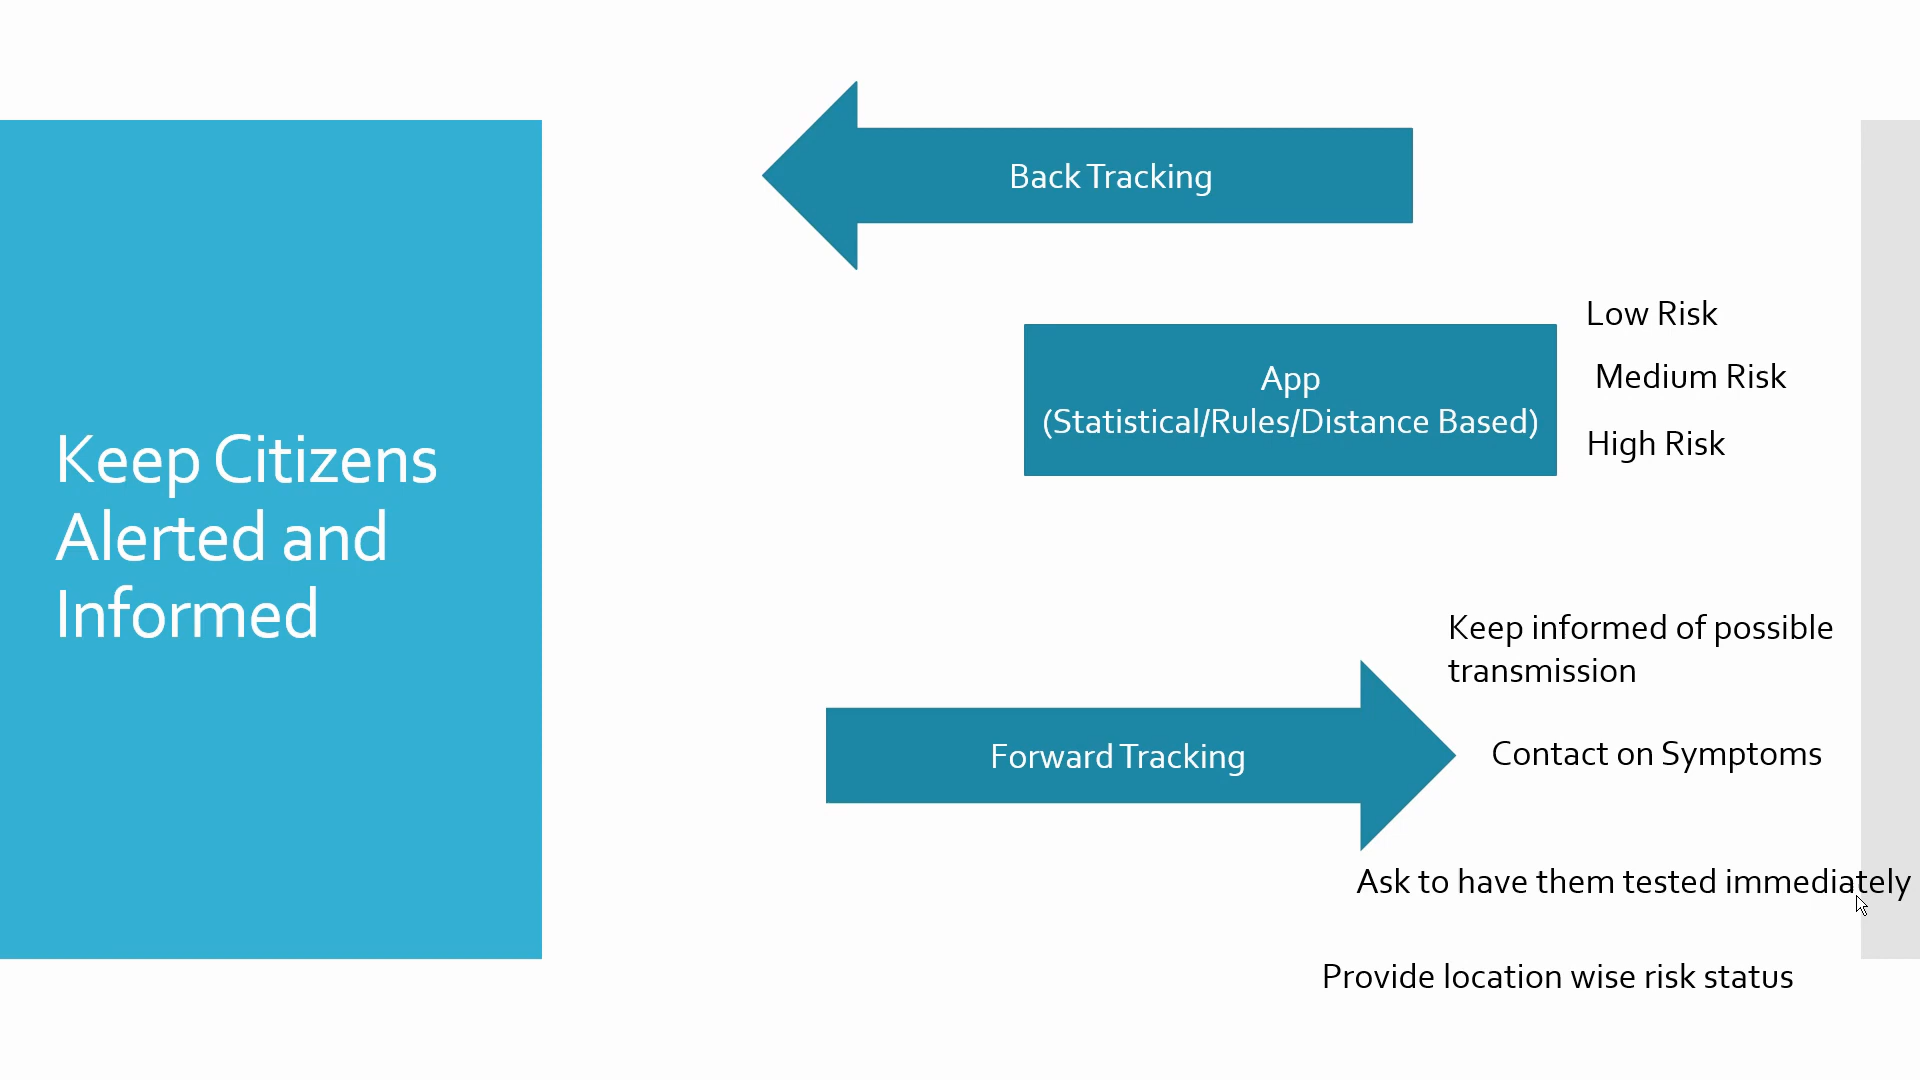 Keep Citizens
Alerted and
Informed
Back Tracking
App
(Statistical/Rules/Distance Based)
Low Risk
Medium Risk
High Risk
Forward Tracking
Keep informed of possible
transmission
Contact on Symptoms
Ask to have them tested immediately
Provide location wise risk status